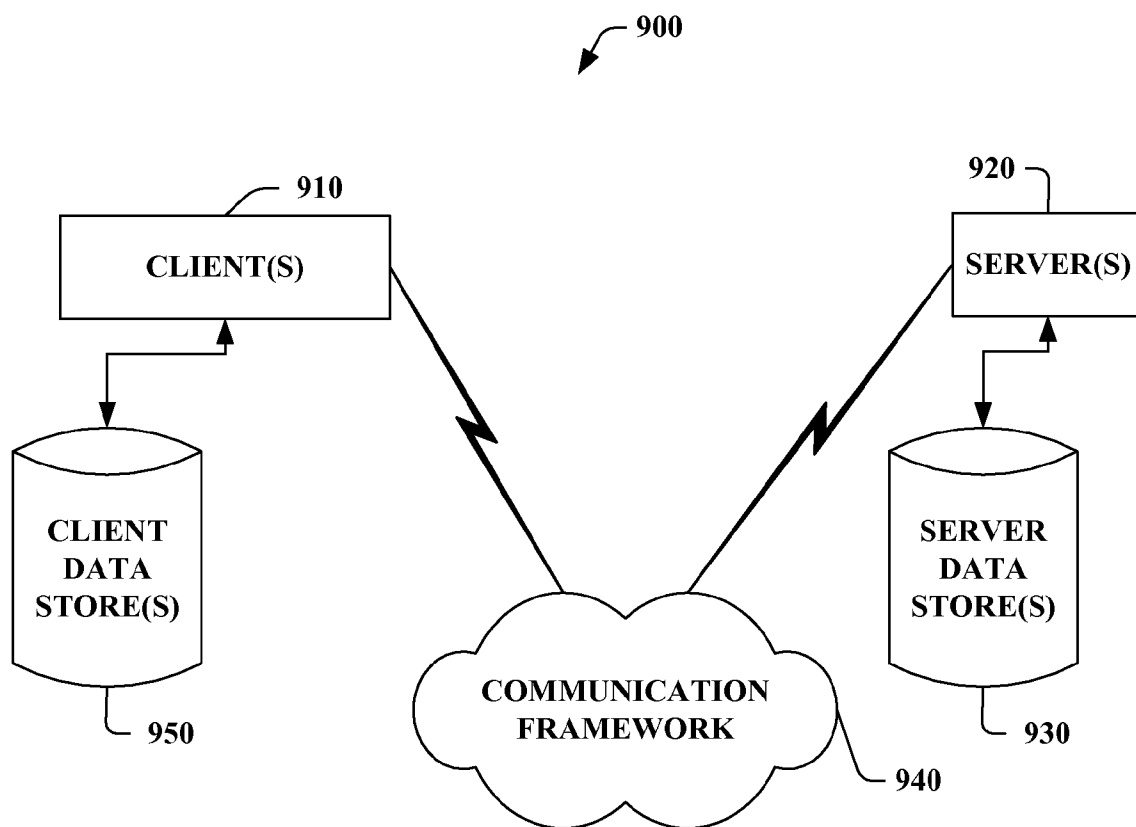 900
910
920
CLIENT(S)
SERVER(S)
CLIENT
DATA
STORE(S)
SERVER
DATA
STORE(S)
COMMUNICATION
FRAMEWORK
950
930
940